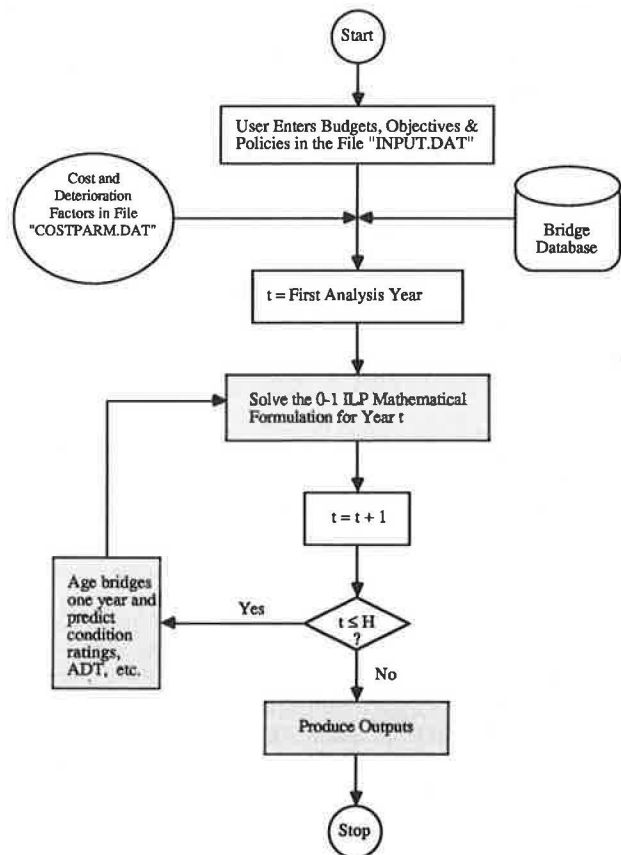 Start
User Enters Budgets, Objectives &
Policies in the File "INPUT.DAT"
Cost and
Deterioration
Factors in File
"COSTPARM.DAT"
Bridge
Database
t = First Analysis Year
Solve the 0-1 ILP Mathematical
Formulation for Year t
t = t + 1
Age bridges
one year and
predict
condition
ratings,
ADT, etc.
Yes
t ≤ H
?
No
Produce Outputs
Stop